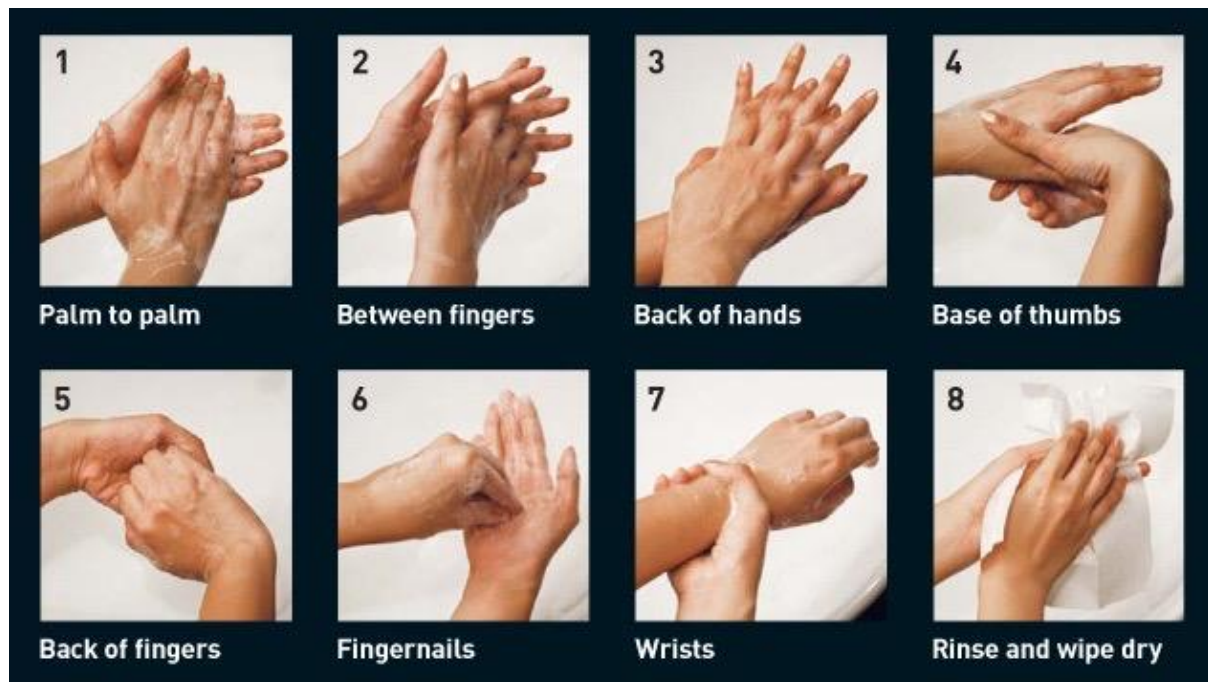 1
2
3
4
Palm to palm
Between fingers
Back of hands
Base of thumbs
5
6
7
8
Back of fingers
Fingernails
Wrists
Rinse and wipe dry